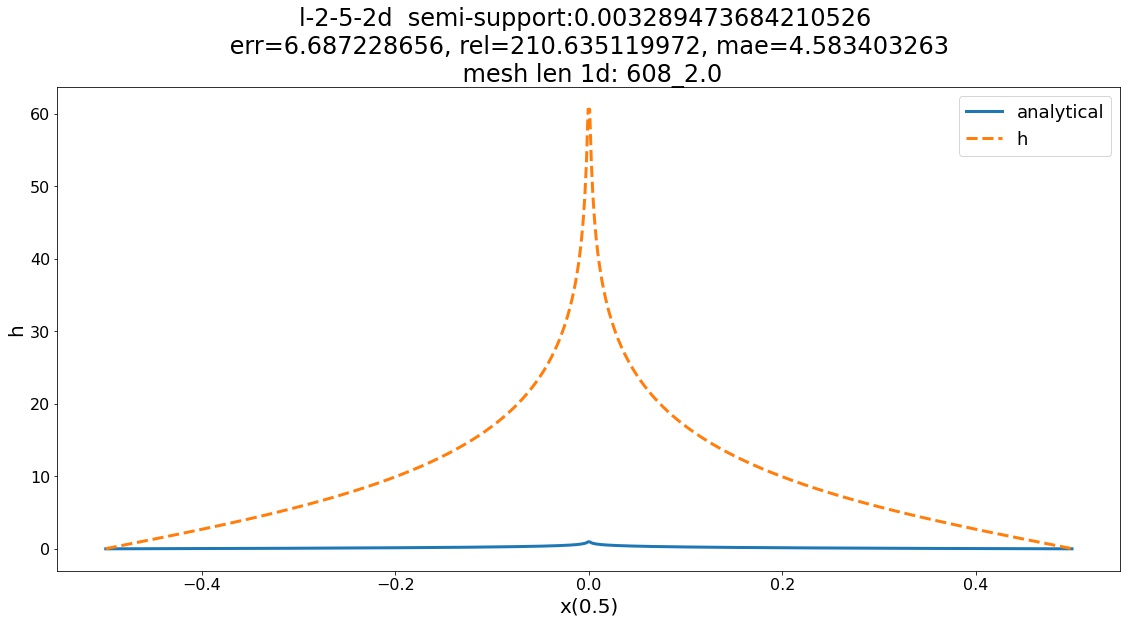 l-2-5-2d  semi-support:0.003289473684210526
err=6.687228656, rel=210.635119972, mae=4.583403263
mesh len 1d: 608_2.0
analytical
h
60
50
40
30
20
10
0
h
−0.4
−0.2
0.0
0.2
0.4
x(0.5)